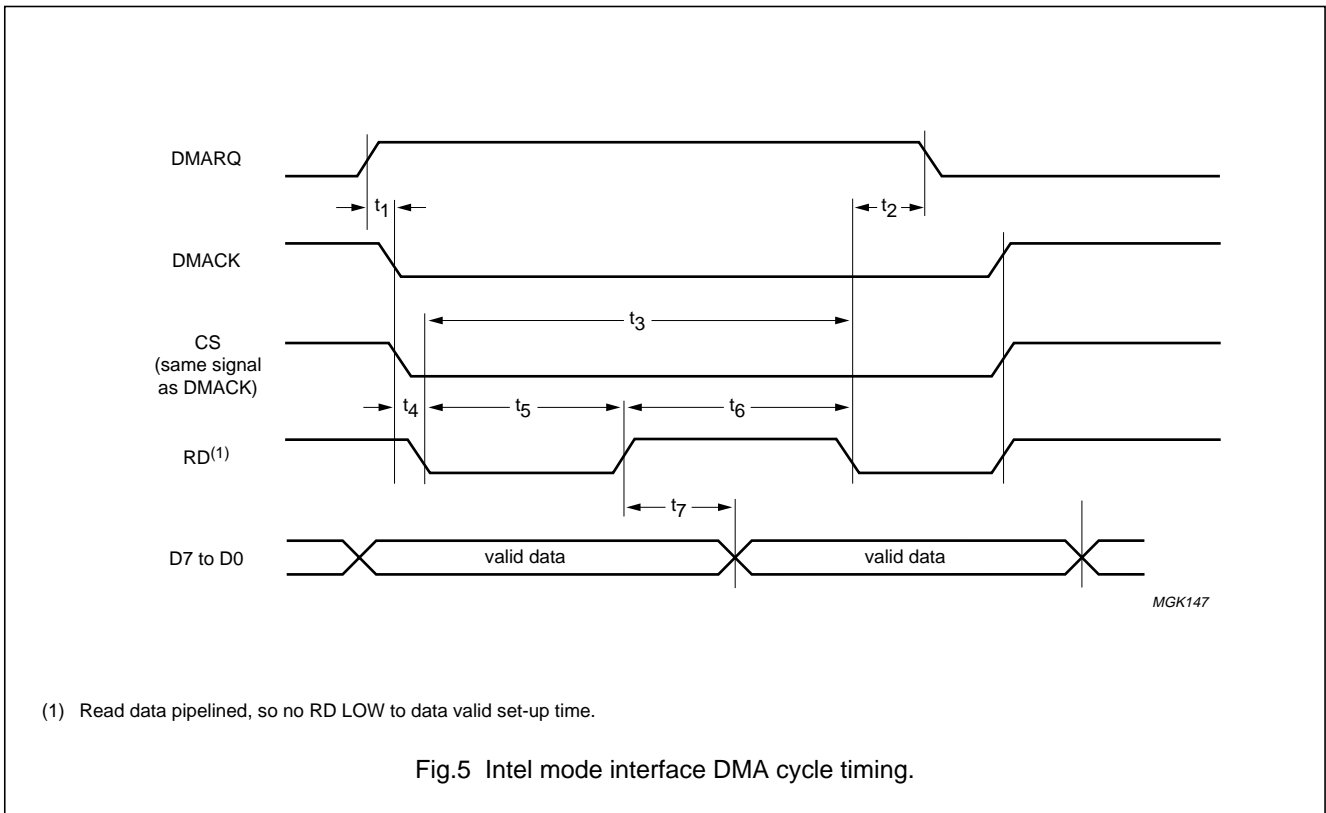 DMARQ
t1
t2
DMACK
t3
CS
(same signal
as DMACK)
t4
t5
t6
RD(1)
t7
D7 to D0
valid data
valid data
MGK147
(1) Read data pipelined, so no RD LOW to data valid set-up time.
Fig.5 Intel mode interface DMA cycle timing.